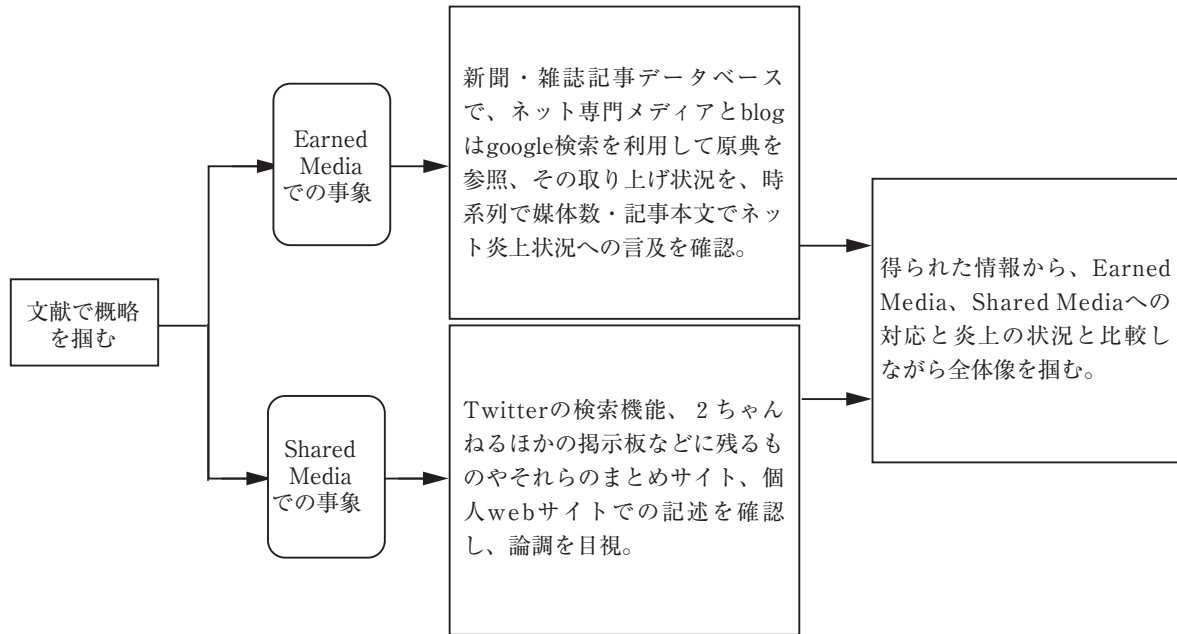 文献で概略
を掴む
Earned
Media
での事象
新聞・雑誌記事データベース
で、ネット専門メディアとblog
はgoogle検索を利用して原典を
参照、その取り上げ状況を、時
系列で媒体数・記事本文でネッ
ト炎上状況への言及を確認。
Shared
Media
での事象
Twitterの検索機能、２ちゃん
ねるほかの掲示板などに残るも
のやそれらのまとめサイト、個
人webサイトでの記述を確認
し、論調を目視。
得られた情報から、Earned
Media、Shared Mediaへの
対応と炎上の状況と比較し
ながら全体像を掴む。